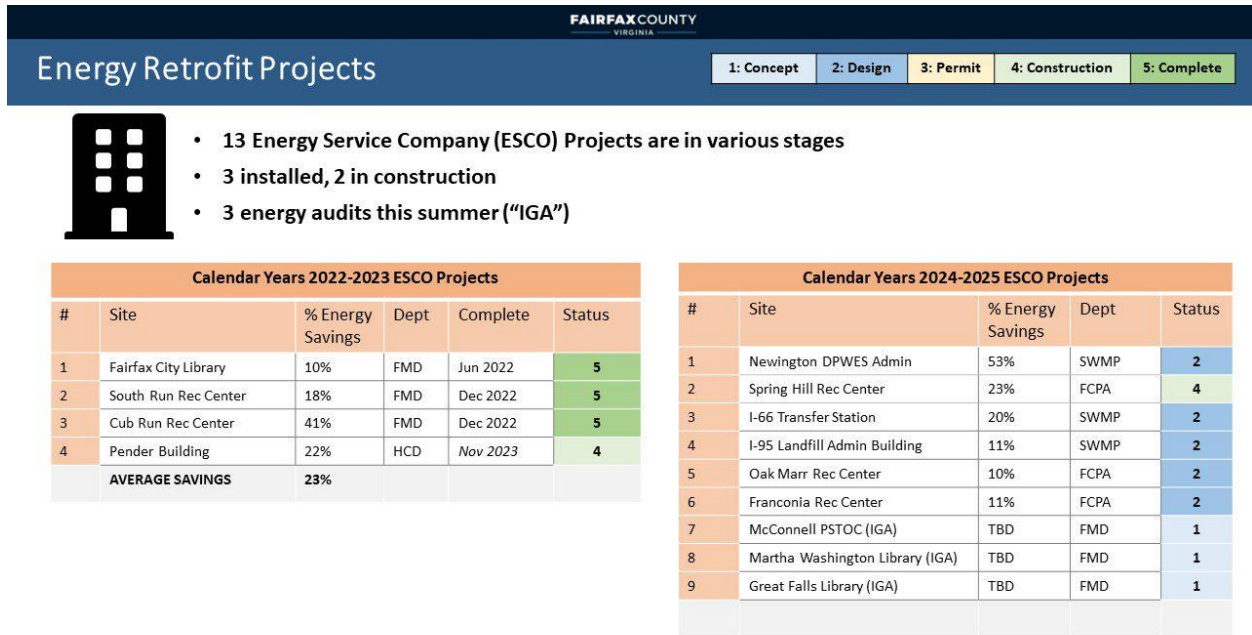 FAIRFAX COUNTY
VIRGINIA
Energy Retrofit Projects
1: Concept 2: Design 3: Permit 4: Construction 5: Complete
• 13 Energy Service Company (ESCO) Projects are in various stages
• 3 installed, 2 in construction
• 3 energy audits this summer (“IGA”)
Calendar Years 2022-2023 ESCO Projects
# Site % Energy Savings Dept Complete Status
1 Fairfax City Library 10% FMD Jun 2022 5
2 South Run Rec Center 18% FMD Dec 2022 5
3 Cub Run Rec Center 41% FMD Dec 2022 5
4 Pender Building 22% HCD Nov 2023 4
AVERAGE SAVINGS 23%
Calendar Years 2024-2025 ESCO Projects
# Site % Energy Savings Dept Status
1 Newington DPWES Admin 53% SWMP 2
2 Spring Hill Rec Center 23% FCPA 4
3 I-66 Transfer Station 20% SWMP 2
4 I-95 Landfill Admin Building 11% SWMP 2
5 Oak Marr Rec Center 10% FCPA 2
6 Franconia Rec Center 11% FCPA 2
7 McConnell PSTOC (IGA) TBD FMD 1
8 Martha Washington Library (IGA) TBD FMD 1
9 Great Falls Library (IGA) TBD FMD 1